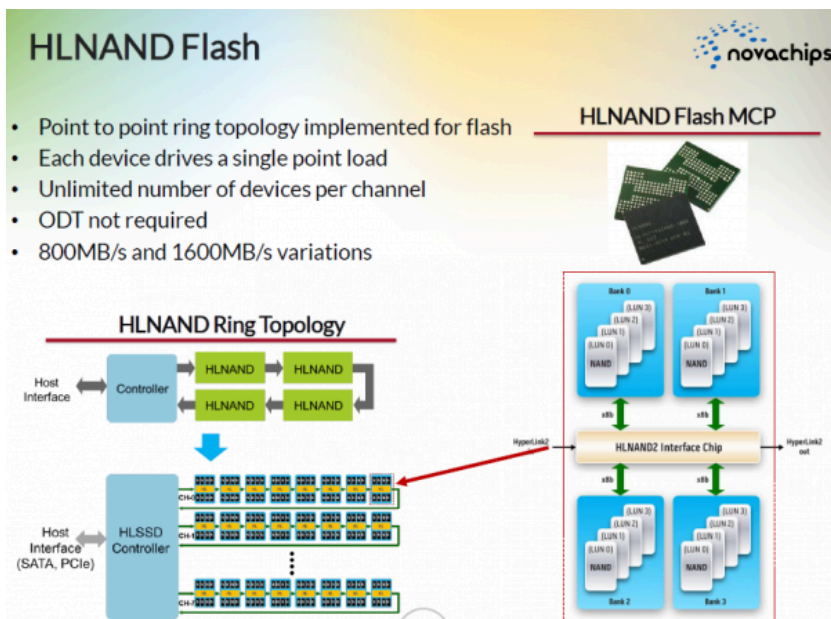 HLNAND Flash
novachips
• Point to point ring topology implemented for flash
• Each device drives a single point load
• Unlimited number of devices per channel
• ODT not required
• 800MB/s and 1600MB/s variations
HLNAND Flash MCP
HLNAND Ring Topology
Host
Interface
Controller
HLNAND
HLNAND
HLNAND
HLNAND
Host
Interface
(SATA, PCIe)
HLSSD
Controller
CH-0
CH-1
CH-7
Bank 0
(LUN 3)
(LUN 2)
(LUN 1)
(LUN 0)
NAND
Bank 1
(LUN 3)
(LUN 2)
(LUN 1)
(LUN 0)
NAND
x8b
x8b
HyperLink2
HLNAND2 Interface Chip
HyperLink2
out
x8b
x8b
(LUN 3)
(LUN 2)
(LUN 1)
(LUN 0)
NAND
Bank 2
(LUN 3)
(LUN 2)
(LUN 1)
(LUN 0)
NAND
Bank 3